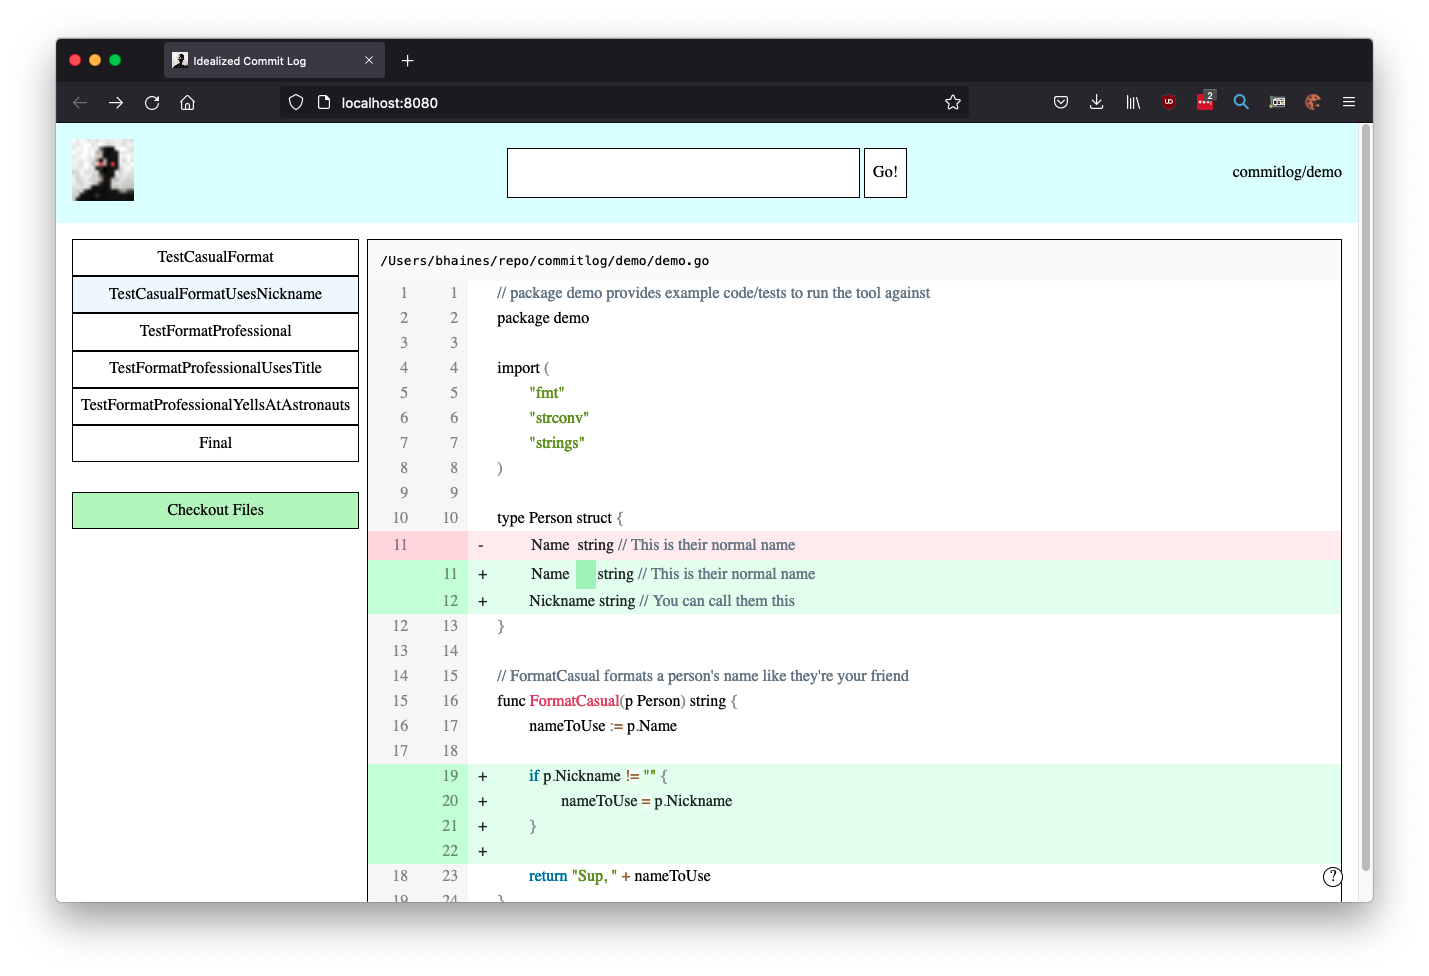 Idealized Commit Log
localhost:8080
2
Go!
commitlog/demo
TestCasualFormat
TestCasualFormatUsesNickname
TestFormatProfessional
TestFormatProfessionalUsesTitle
TestFormatProfessionalYellsAtAstronauts
Final
Checkout Files
/Users/bhaines/repo/commitlog/demo/demo.go
1 1 // package demo provides example code/tests to run the tool against
2 2 package demo
3 3
4 4 import (
5 5 "fmt"
6 6 "strconv"
7 7 "strings"
8 8 )
9 9
10 10 type Person struct {
11 - Name string // This is their normal name
11 + Name string // This is their normal name
12 + Nickname string // You can call them this
12 13 }
13 14
14 15 // FormatCasual formats a person's name like they're your friend
15 16 func FormatCasual(p Person) string {
16 17 nameToUse := p.Name
17 18
19 + if p.Nickname != "" {
20 + nameToUse = p.Nickname
21 + }
22 +
18 23 return "Sup, " + nameToUse
19 24 }
?